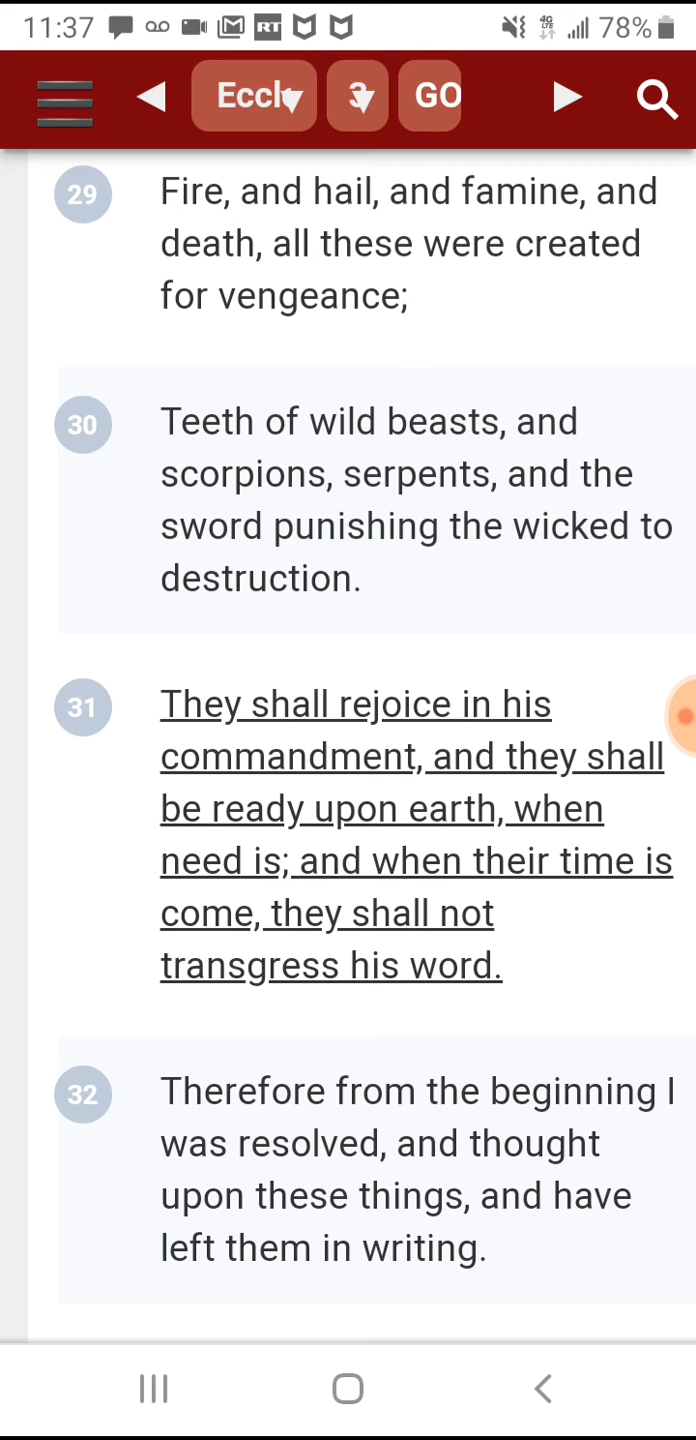 11:37 RT 4G LTE 78%
Eccl 3 GO
29 Fire, and hail, and famine, and
death, all these were created
for vengeance;
30 Teeth of wild beasts, and
scorpions, serpents, and the
sword punishing the wicked to
destruction.
31 They shall rejoice in his
commandment, and they shall
be ready upon earth, when
need is; and when their time is
come, they shall not
transgress his word.
32 Therefore from the beginning I
was resolved, and thought
upon these things, and have
left them in writing.